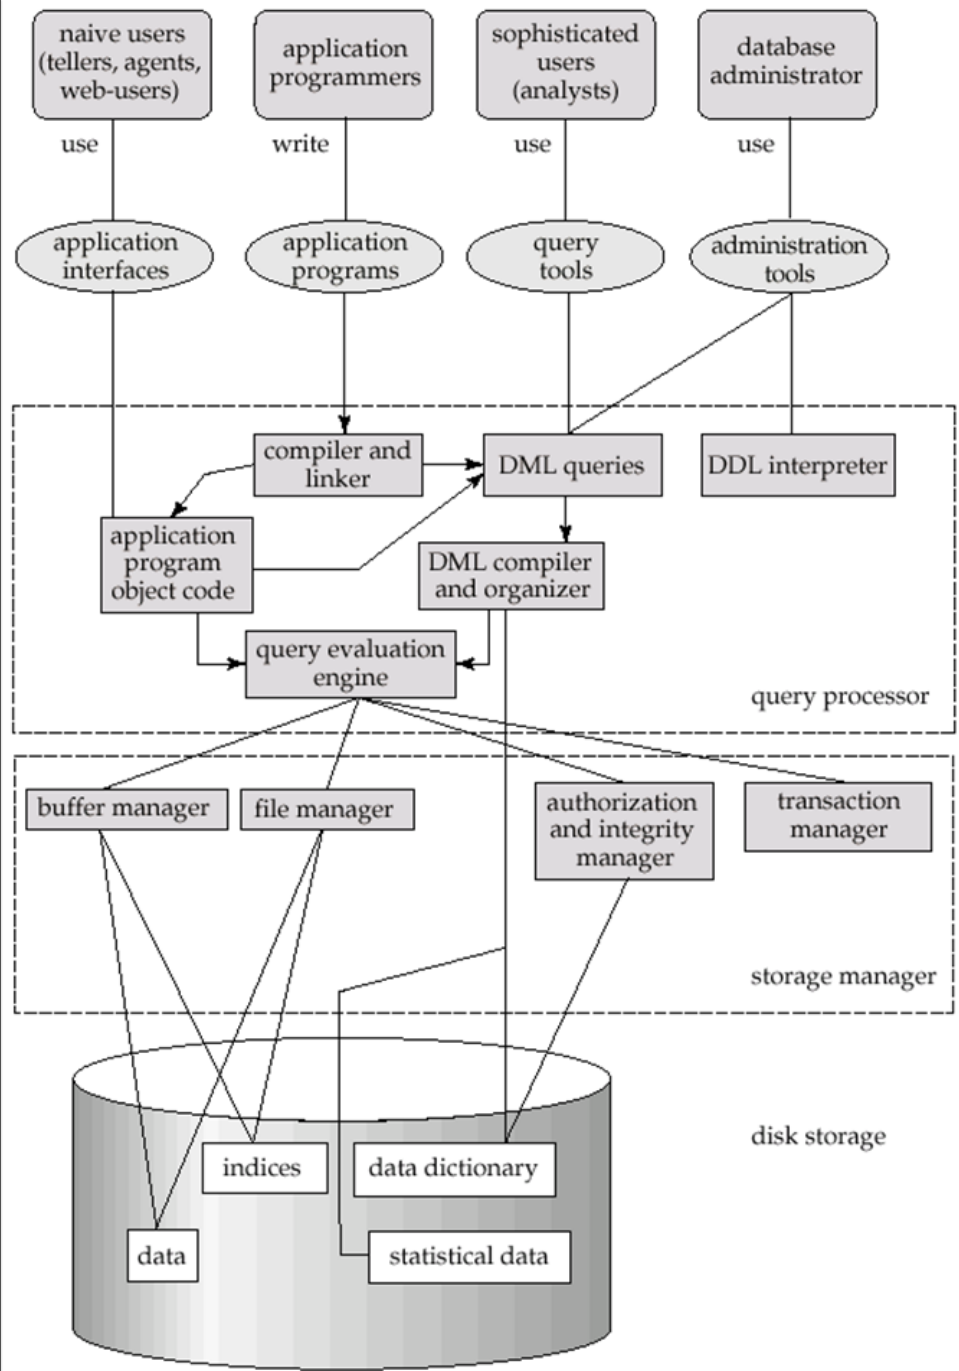 naive users
(tellers, agents,
web-users)
application
programmers
sophisticated
users
(analysts)
database
administrator
use
write
use
use
application
interfaces
application
programs
query
tools
administration
tools
compiler and
linker
DML queries
DDL interpreter
application
program
object code
DML compiler
and organizer
query evaluation
engine
query processor
buffer manager
file manager
authorization
and integrity
manager
transaction
manager
storage manager
disk storage
indices
data dictionary
data
statistical data